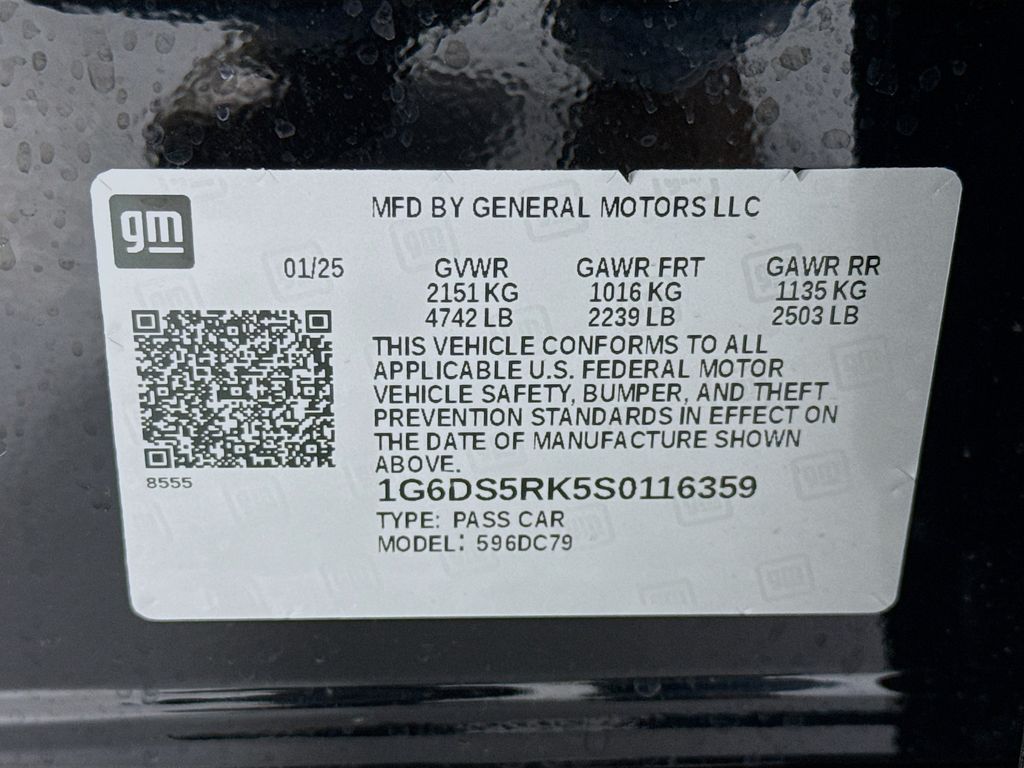 gm
MFD BY GENERAL MOTORS LLC
01/25 GVWR GAWR FRT GAWR RR
2151 KG 1016 KG 1135 KG
4742 LB 2239 LB 2503 LB
THIS VEHICLE CONFORMS TO ALL
APPLICABLE U.S. FEDERAL MOTOR
VEHICLE SAFETY, BUMPER, AND THEFT
PREVENTION STANDARDS IN EFFECT ON
THE DATE OF MANUFACTURE SHOWN
ABOVE.
8555
1G6DS5RK5S0116359
TYPE: PASS CAR
MODEL: 596DC79